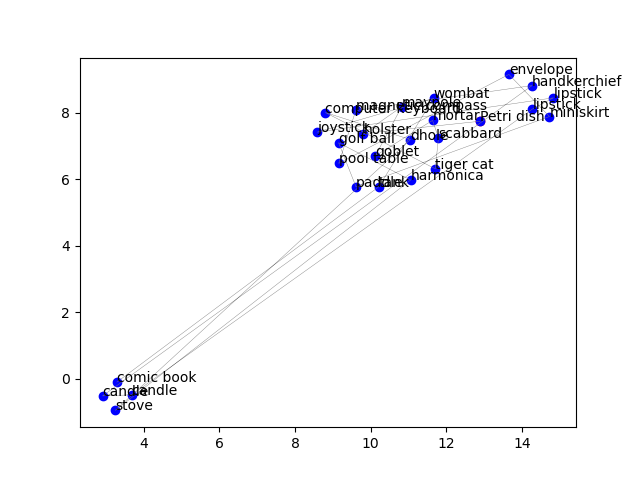 envelope
handkerchief
lipstick
wombat
lipstick
miniskirt
magnetic compass
maypole
computer keyboard
mortar
Petri dish
joystick
holster
golf ball
dhole
scabbard
goblet
pool table
tiger cat
harmonica
paddle
tank
comic book
candle
candle
stove
8
6
4
2
0
4
6
8
10
12
14